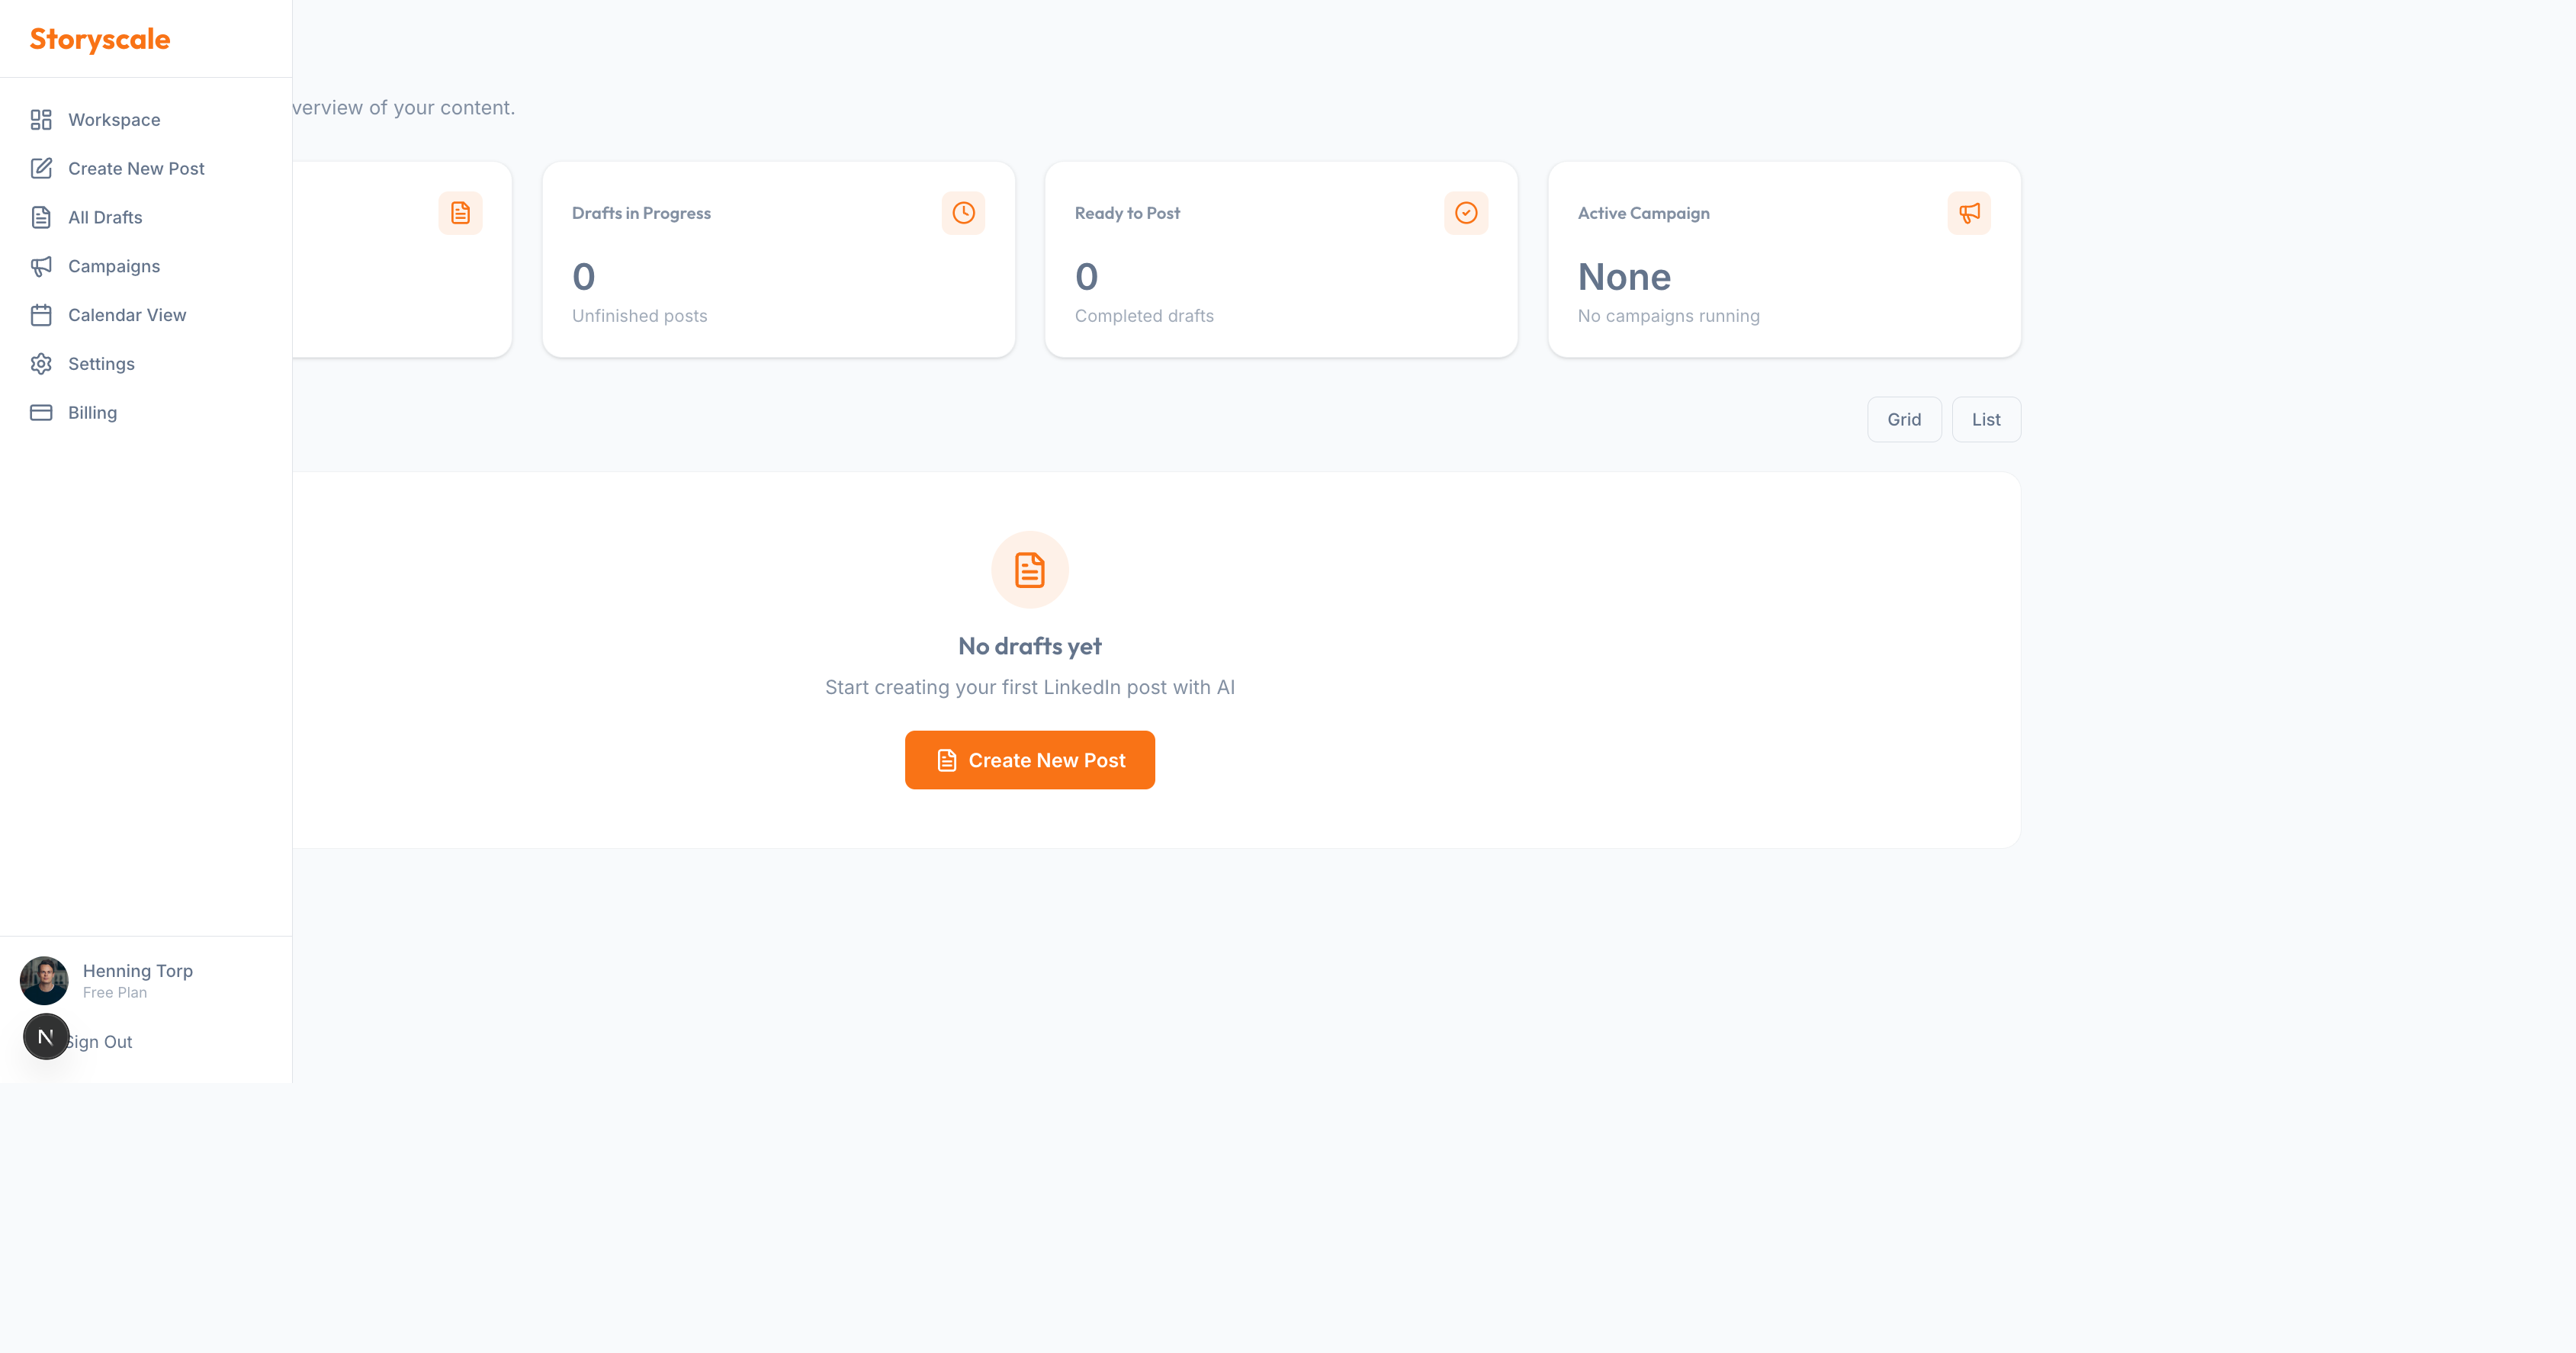 Storyscale
Workspace
Create New Post
All Drafts
Campaigns
Calendar View
Settings
Billing
Henning Torp
Free Plan
N
Sign Out
verview of your content.
Drafts in Progress
0
Unfinished posts
Ready to Post
0
Completed drafts
Active Campaign
None
No campaigns running
Grid
List
No drafts yet
Start creating your first LinkedIn post with AI
Create New Post